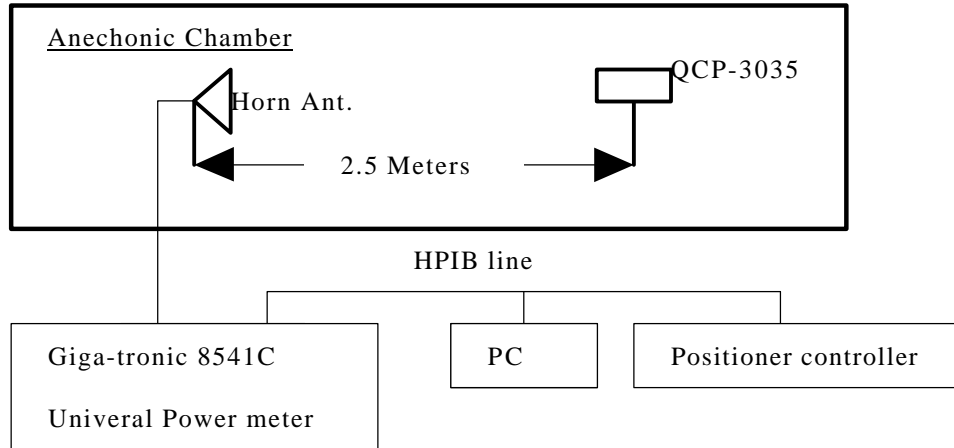 Anechonic Chamber
QCP-3035
Horn Ant.
2.5 Meters
HPIB line
Giga-tronic 8541C
Univeral Power meter
PC
Positioner controller